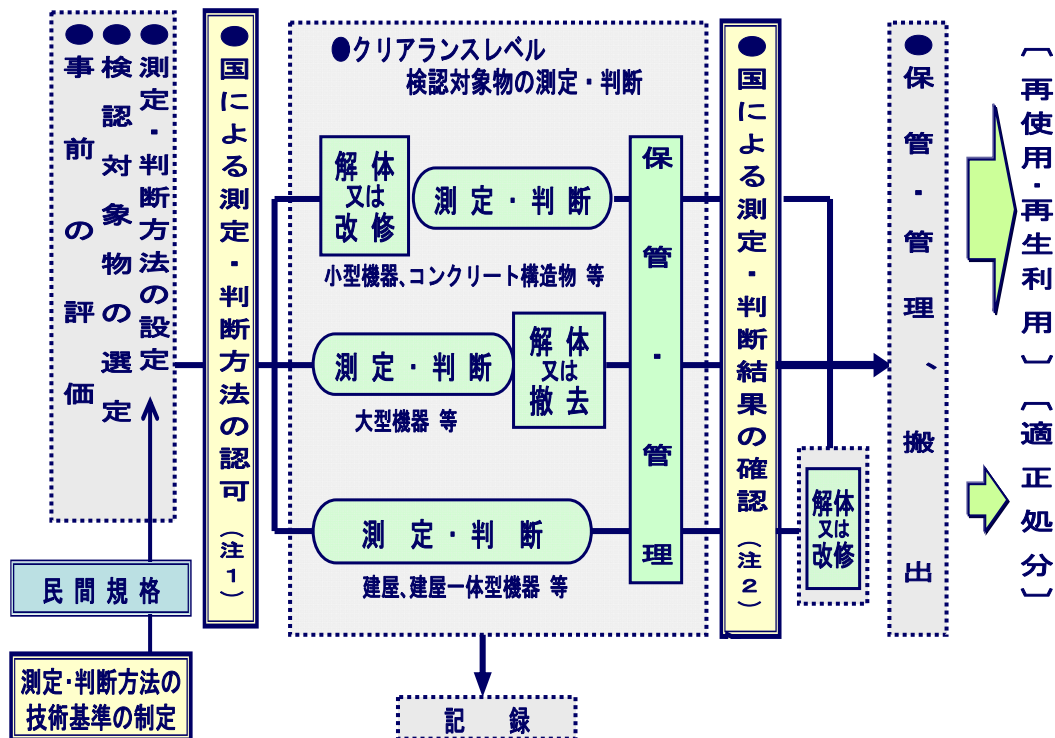 ●測定・判断方法の設定
●検認対象物の選定
●事前の評価
民間規格
測定・判断方法の
技術基準の制定
●国による測定・判断方法の認可（注１）
●クリアランスレベル
検認対象物の測定・判断
解体
又は
改修
測定・判断
小型機器、コンクリート構造物 等
測定・判断
解体
又は
撤去
大型機器 等
測定・判断
建屋、建屋一体型機器 等
保管・管理
記録
●国による測定・判断結果の確認（注２）
解体
又は
改修
●保管・管理、搬出
〔再使用・再生利用〕
〔適正処分〕